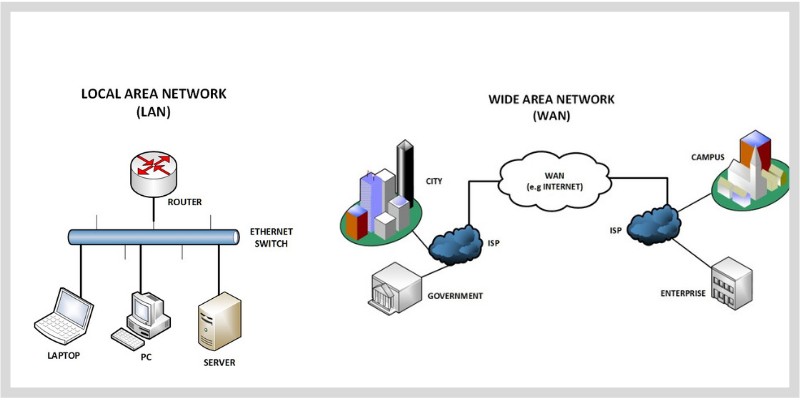 LOCAL AREA NETWORK
(LAN)
ROUTER
ETHERNET
SWITCH
LAPTOP
PC
SERVER
WIDE AREA NETWORK
(WAN)
CITY
WAN
(e.g INTERNET)
CAMPUS
ISP
ISP
GOVERNMENT
ENTERPRISE